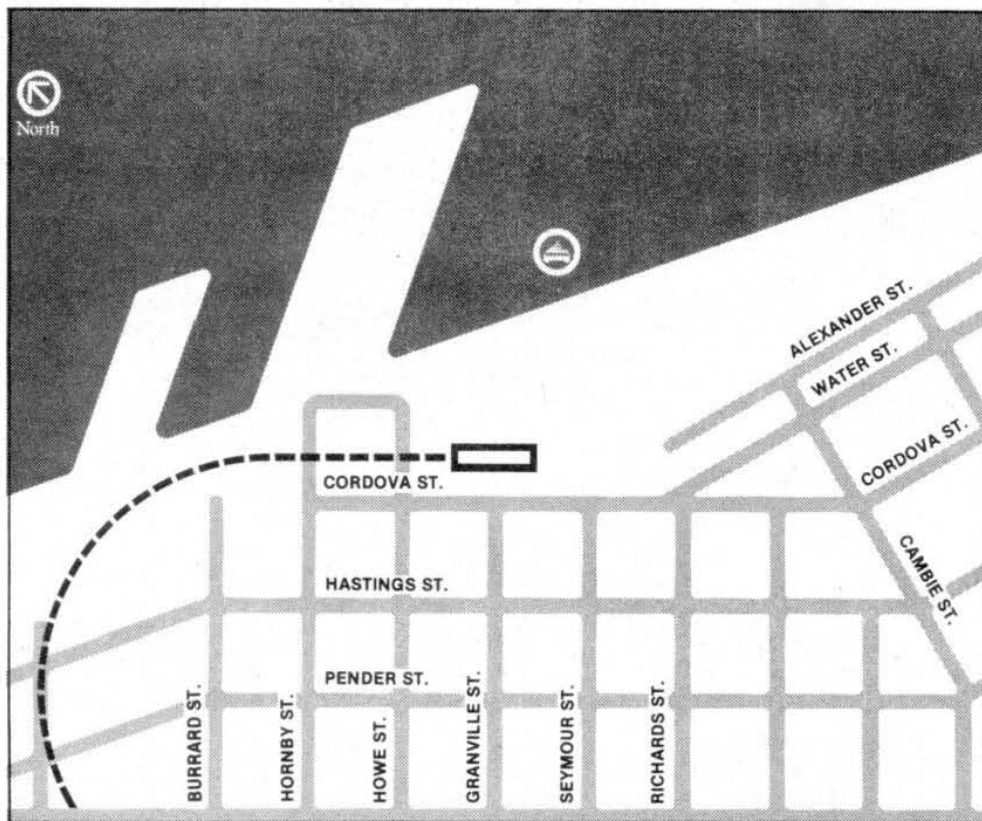 North
ALEXANDER ST.
WATER ST.
CORDOVA ST.
CORDOVA ST.
CAMBIE ST.
HASTINGS ST.
PENDER ST.
BURRARD ST.
HORNBY ST.
HOWE ST.
GRANVILLE ST.
SEYMOUR ST.
RICHARDS ST.